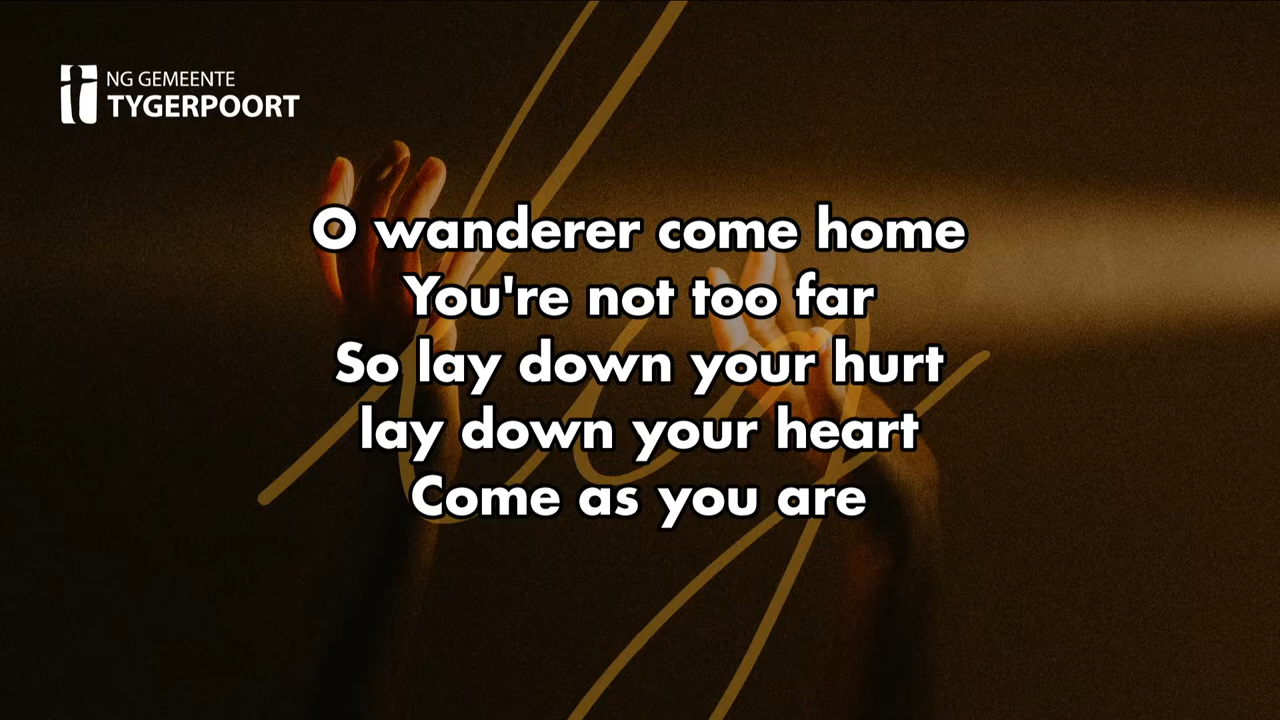 NG GEMEENTE
TYGERPOORT
O wanderer come home
You're not too far
So lay down your hurt
lay down your heart
Come as you are